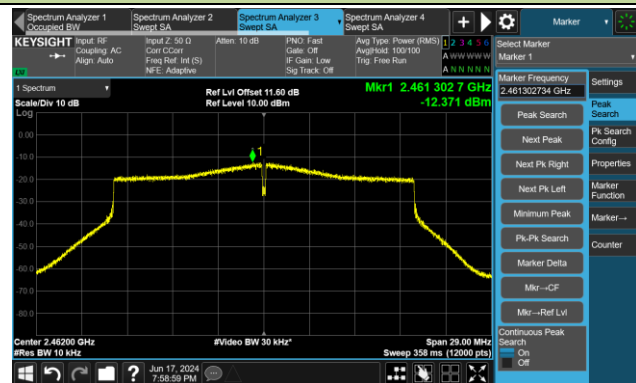 Spectrum Analyzer 1
Occupied BW
Spectrum Analyzer 2
Swept SA
Spectrum Analyzer 3
Swept SA
Spectrum Analyzer 4
Swept SA
Marker
KEYSIGHT
Input: RF
Coupling: AC
Align: Auto
Input Z: 50 Ω
Corr CCorr
Freq Ref: Int (S)
NFE: Adaptive
Atten: 10 dB
PNO: Fast
Gate: Off
IF Gain: Low
Sig Track: Off
Avg Type: Power (RMS)
Avg|Hold: 100/100
Trig: Free Run
1 2 3 4 5 6
A W W W W W
A N N N N N
Select Marker
Marker 1
1 Spectrum
Scale/Div 10 dB
Log
Ref Lvl Offset 11.60 dB
Ref Level 10.00 dBm
Mkr1 2.461 302 7 GHz
-12.371 dBm
Marker Frequency
2.461302734 GHz
Settings
Peak Search
Peak
Search
Next Peak
Pk Search
Config
Next Pk Right
Properties
Next Pk Left
Marker
Function
Minimum Peak
Marker→
Pk-Pk Search
Counter
Marker Delta
Mkr→CF
Mkr→Ref Lvl
Continuous Peak
Search
On
Off
0.00
-10.0
-20.0
-30.0
-40.0
-50.0
-60.0
-70.0
-80.0
1
Center 2.46200 GHz
#Res BW 10 kHz
#Video BW 30 kHz*
Span 29.00 MHz
Sweep 358 ms (12000 pts)
?
Jun 17, 2024
7:58:59 PM